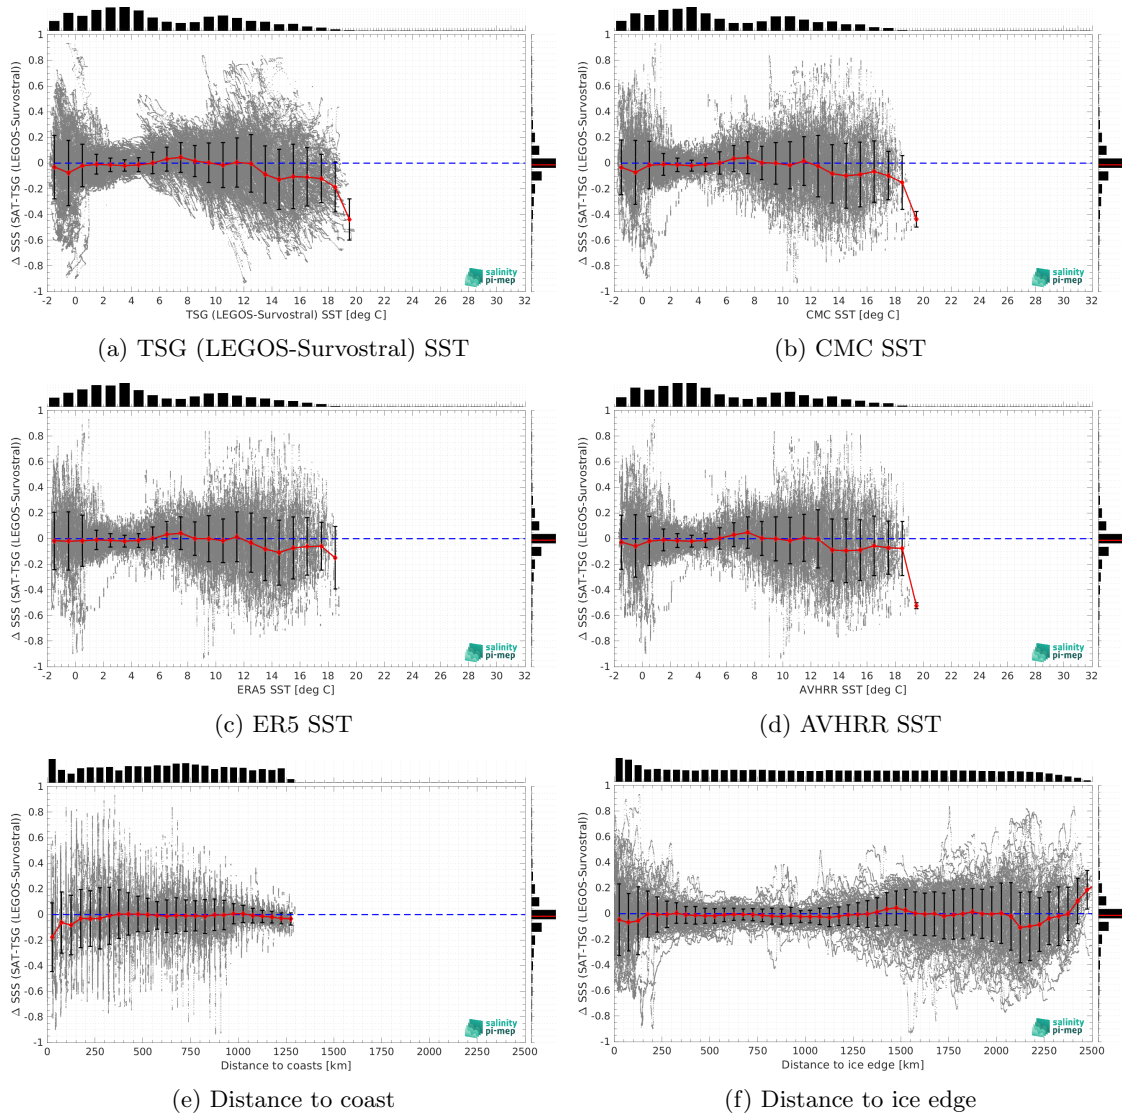 1
0.8
0.6
0.4
0.2
0
-0.2
-0.4
-0.6
-0.8
-1
Δ SSS (SAT-TSG (LEGOS-Survostral))
salinity
pi-mep
-2 0 2 4 6 8 10 12 14 16 18 20 22 24 26 28 30 32
TSG (LEGOS-Survostral) SST [deg C]
(a) TSG (LEGOS-Survostral) SST
1
0.8
0.6
0.4
0.2
0
-0.2
-0.4
-0.6
-0.8
-1
Δ SSS (SAT-TSG (LEGOS-Survostral))
salinity
pi-mep
-2 0 2 4 6 8 10 12 14 16 18 20 22 24 26 28 30 32
CMC SST [deg C]
(b) CMC SST
1
0.8
0.6
0.4
0.2
0
-0.2
-0.4
-0.6
-0.8
-1
Δ SSS (SAT-TSG (LEGOS-Survostral))
salinity
pi-mep
-2 0 2 4 6 8 10 12 14 16 18 20 22 24 26 28 30 32
ERA5 SST [deg C]
(c) ER5 SST
1
0.8
0.6
0.4
0.2
0
-0.2
-0.4
-0.6
-0.8
-1
Δ SSS (SAT-TSG (LEGOS-Survostral))
salinity
pi-mep
-2 0 2 4 6 8 10 12 14 16 18 20 22 24 26 28 30 32
AVHRR SST [deg C]
(d) AVHRR SST
1
0.8
0.6
0.4
0.2
0
-0.2
-0.4
-0.6
-0.8
-1
Δ SSS (SAT-TSG (LEGOS-Survostral))
salinity
pi-mep
0 250 500 750 1000 1250 1500 1750 2000 2250 2500
Distance to coasts [km]
(e) Distance to coast
1
0.8
0.6
0.4
0.2
0
-0.2
-0.4
-0.6
-0.8
-1
Δ SSS (SAT-TSG (LEGOS-Survostral))
salinity
pi-mep
0 250 500 750 1000 1250 1500 1750 2000 2250 2500
Distance to ice edge [km]
(f) Distance to ice edge